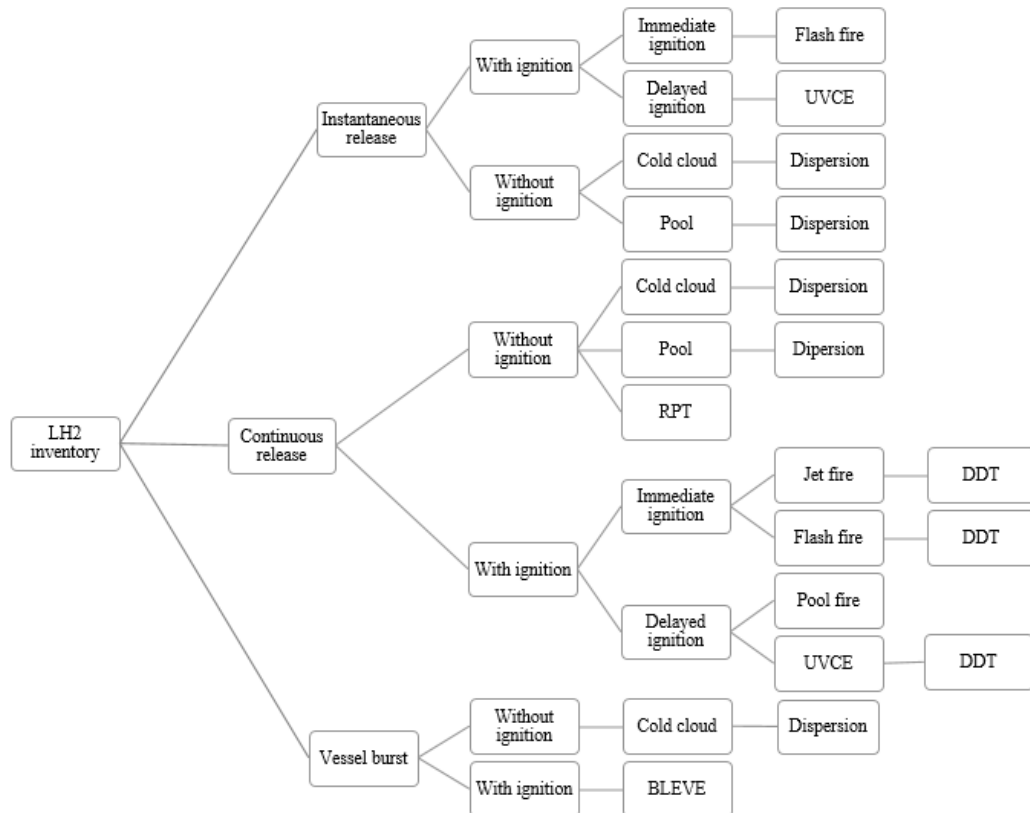 Immediate
ignition
Flash fire
With ignition
Delayed
ignition
UVCE
Instantaneous
release
Cold cloud
Dispersion
Without
ignition
Pool
Dispersion
Cold cloud
Dispersion
Without
ignition
Pool
Dipersion
RPT
LH2
inventory
Continuous
release
Jet fire
DDT
Immediate
ignition
Flash fire
DDT
With ignition
Pool fire
Delayed
ignition
UVCE
DDT
Without
ignition
Cold cloud
Dispersion
Vessel burst
With ignition
BLEVE